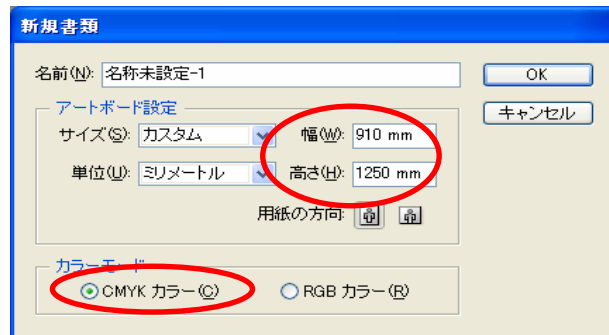 新規書類
名前(N): 名称未設定-1
OK
キャンセル
アートボード設定
サイズ(S): カスタム 幅(W): 910 mm
単位(U): ミリメートル 高さ(H): 1250 mm
用紙の方向:
カラーモード
CMYK カラー(C) RGB カラー(R)